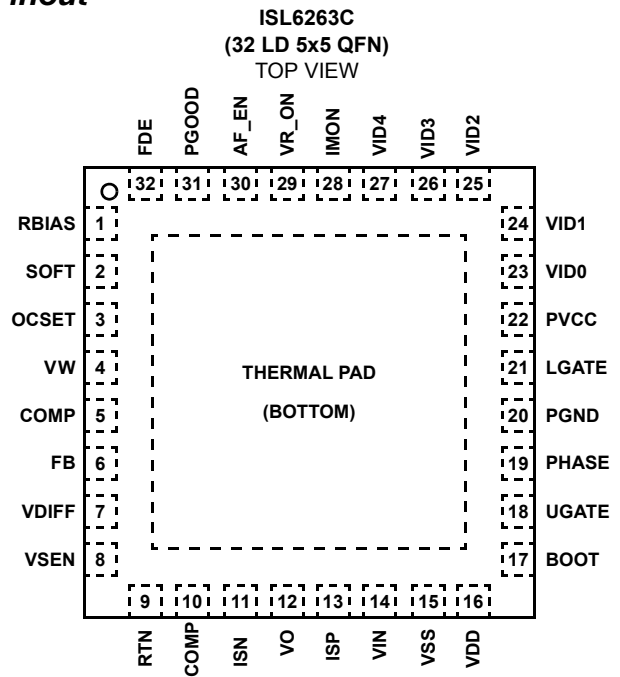 inout
ISL6263C
(32 LD 5x5 QFN)
TOP VIEW
FDE
PGOOD
AF_EN
VR_ON
IMON
VID4
VID3
VID2
32 31 30 29 28 27 26 25
RBIAS 1
SOFT 2
OCSET 3
VW 4
COMP 5
FB 6
VDIFF 7
VSEN 8
THERMAL PAD
(BOTTOM)
24 VID1
23 VID0
22 PVCC
21 LGATE
20 PGND
19 PHASE
18 UGATE
17 BOOT
9 10 11 12 13 14 15 16
RTN
COMP
ISN
VO
ISP
VIN
VSS
VDD